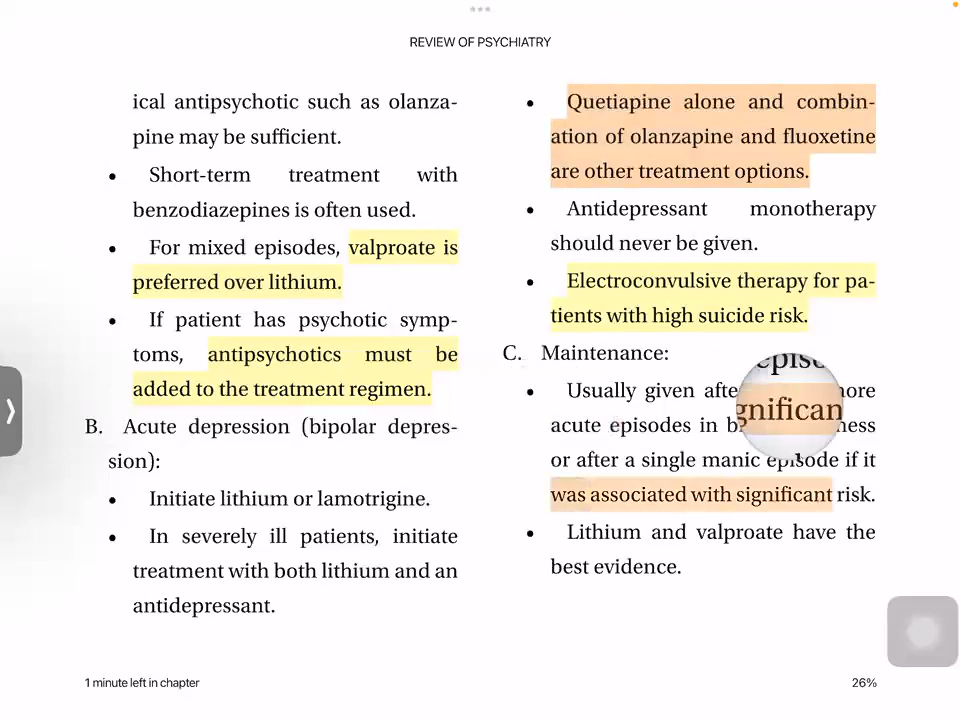 REVIEW OF PSYCHIATRY
ical antipsychotic such as olanza-
pine may be sufficient.
• Short-term treatment with
benzodiazepines is often used.
• For mixed episodes, valproate is
preferred over lithium.
• If patient has psychotic symp-
toms, antipsychotics must be
added to the treatment regimen.
B. Acute depression (bipolar depres-
sion):
• Initiate lithium or lamotrigine.
• In severely ill patients, initiate
treatment with both lithium and an
antidepressant.
• Quetiapine alone and combin-
ation of olanzapine and fluoxetine
are other treatment options.
• Antidepressant monotherapy
should never be given.
• Electroconvulsive therapy for pa-
tients with high suicide risk.
C. Maintenance:
• Usually given
acute episodes in
or after a single manic episode if it
was associated with significant risk.
• Lithium and valproate have the
best evidence.
1 minute left in chapter
26%